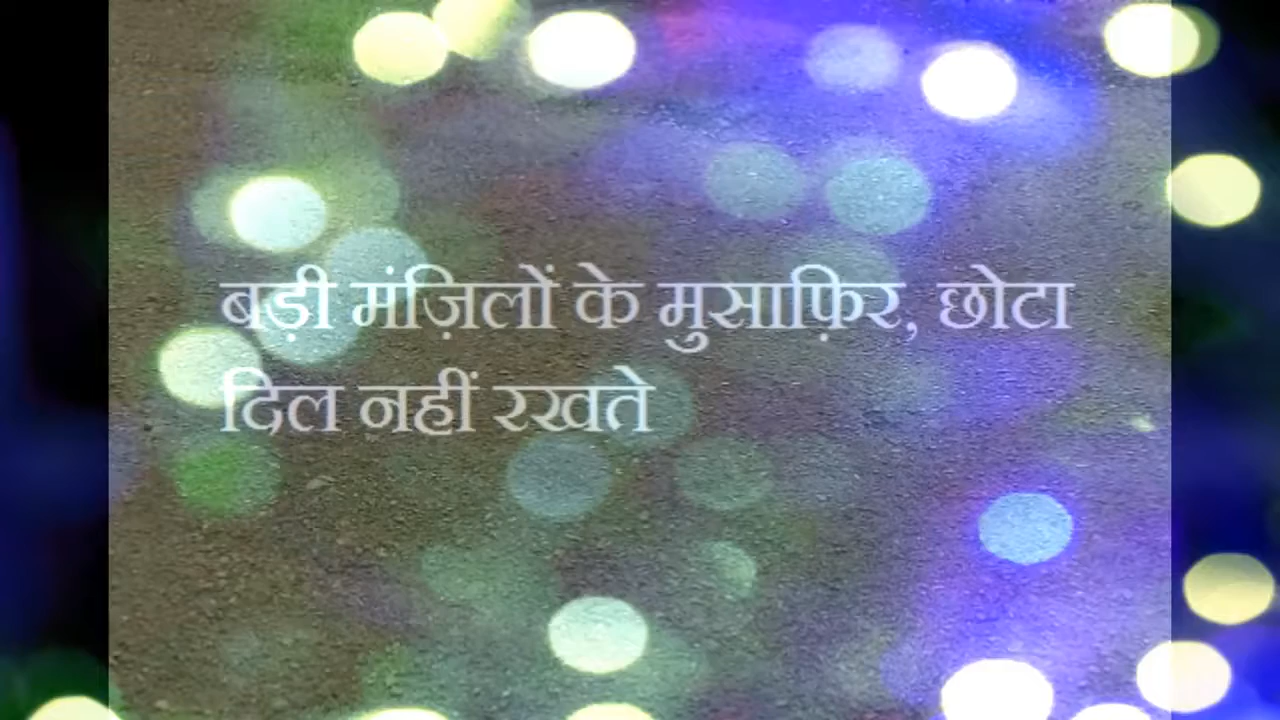 बड़ी मंज़िलों के मुसाफ़िर, छोटा
दिल नहीं रखते